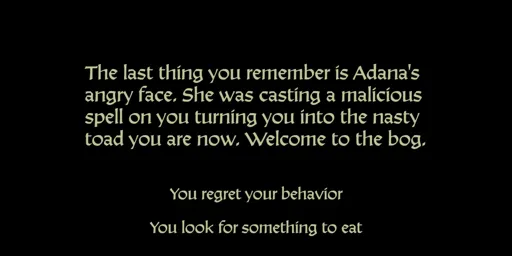 The last thing you remember is Adana's
angry face. She was casting a malicious
spell on you turning you into the nasty
toad you are now. Welcome to the bog.
You regret your behavior
You look for something to eat